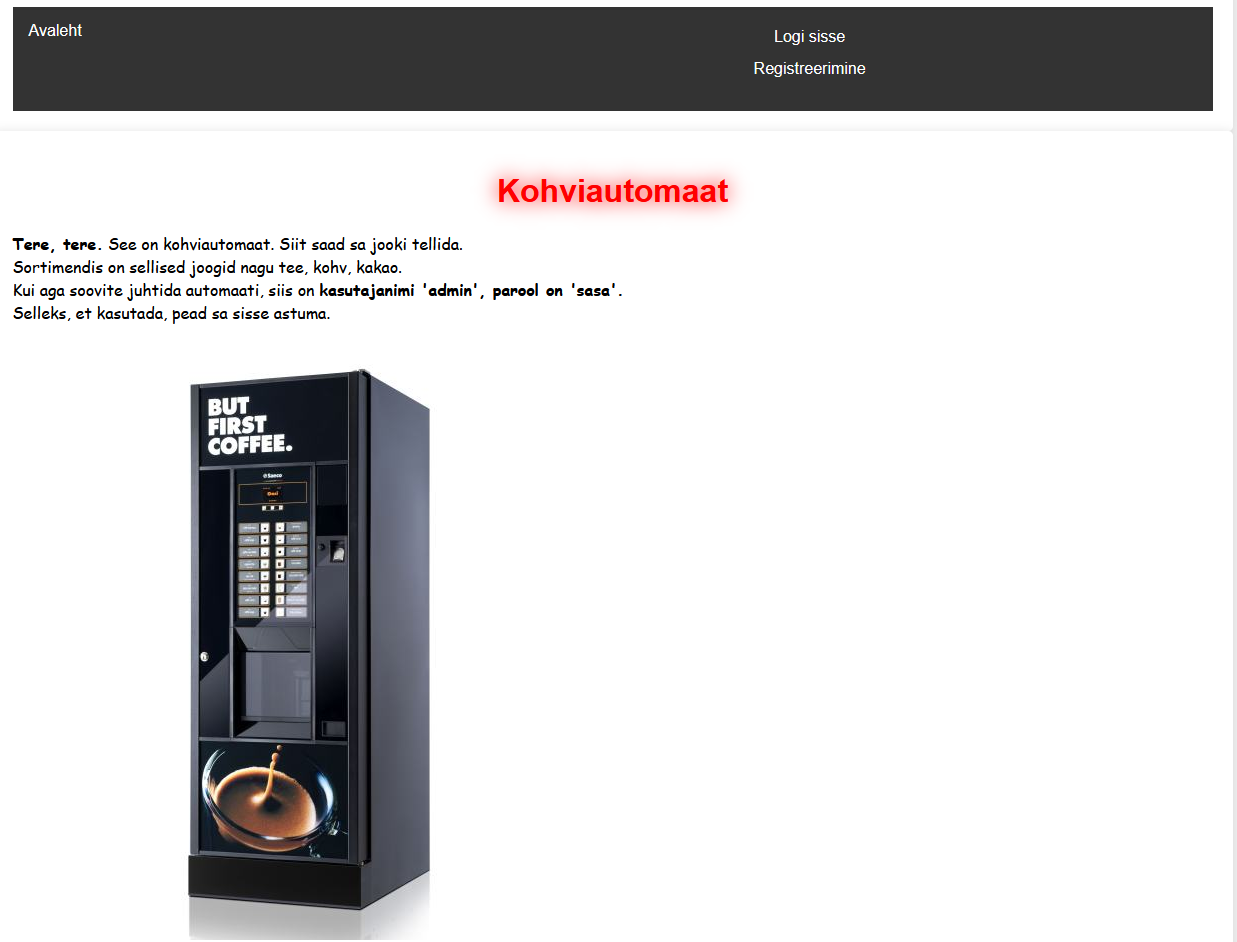 Avaleht
Logi sisse
Registreerimine
Kohviautomaat
Tere, tere. See on kohviautomaat. Siit saad sa jooki tellida.
Sortimendis on sellised joogid nagu tee, kohv, kakao.
Kui aga soovite juhtida automaati, siis on kasutajanimi 'admin', parool on 'sasa'.
Selleks, et kasutada, pead sa sisse astuma.
BUT
FIRST
COFFEE.
Saeco